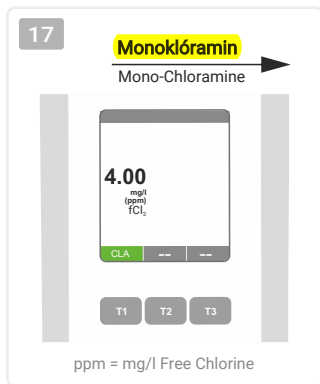 17
Monoklóramin
Mono-Chloramine
4.00
mg/l
(ppm)
fCl₂
CLA -- --
T1 T2 T3
ppm = mg/l Free Chlorine